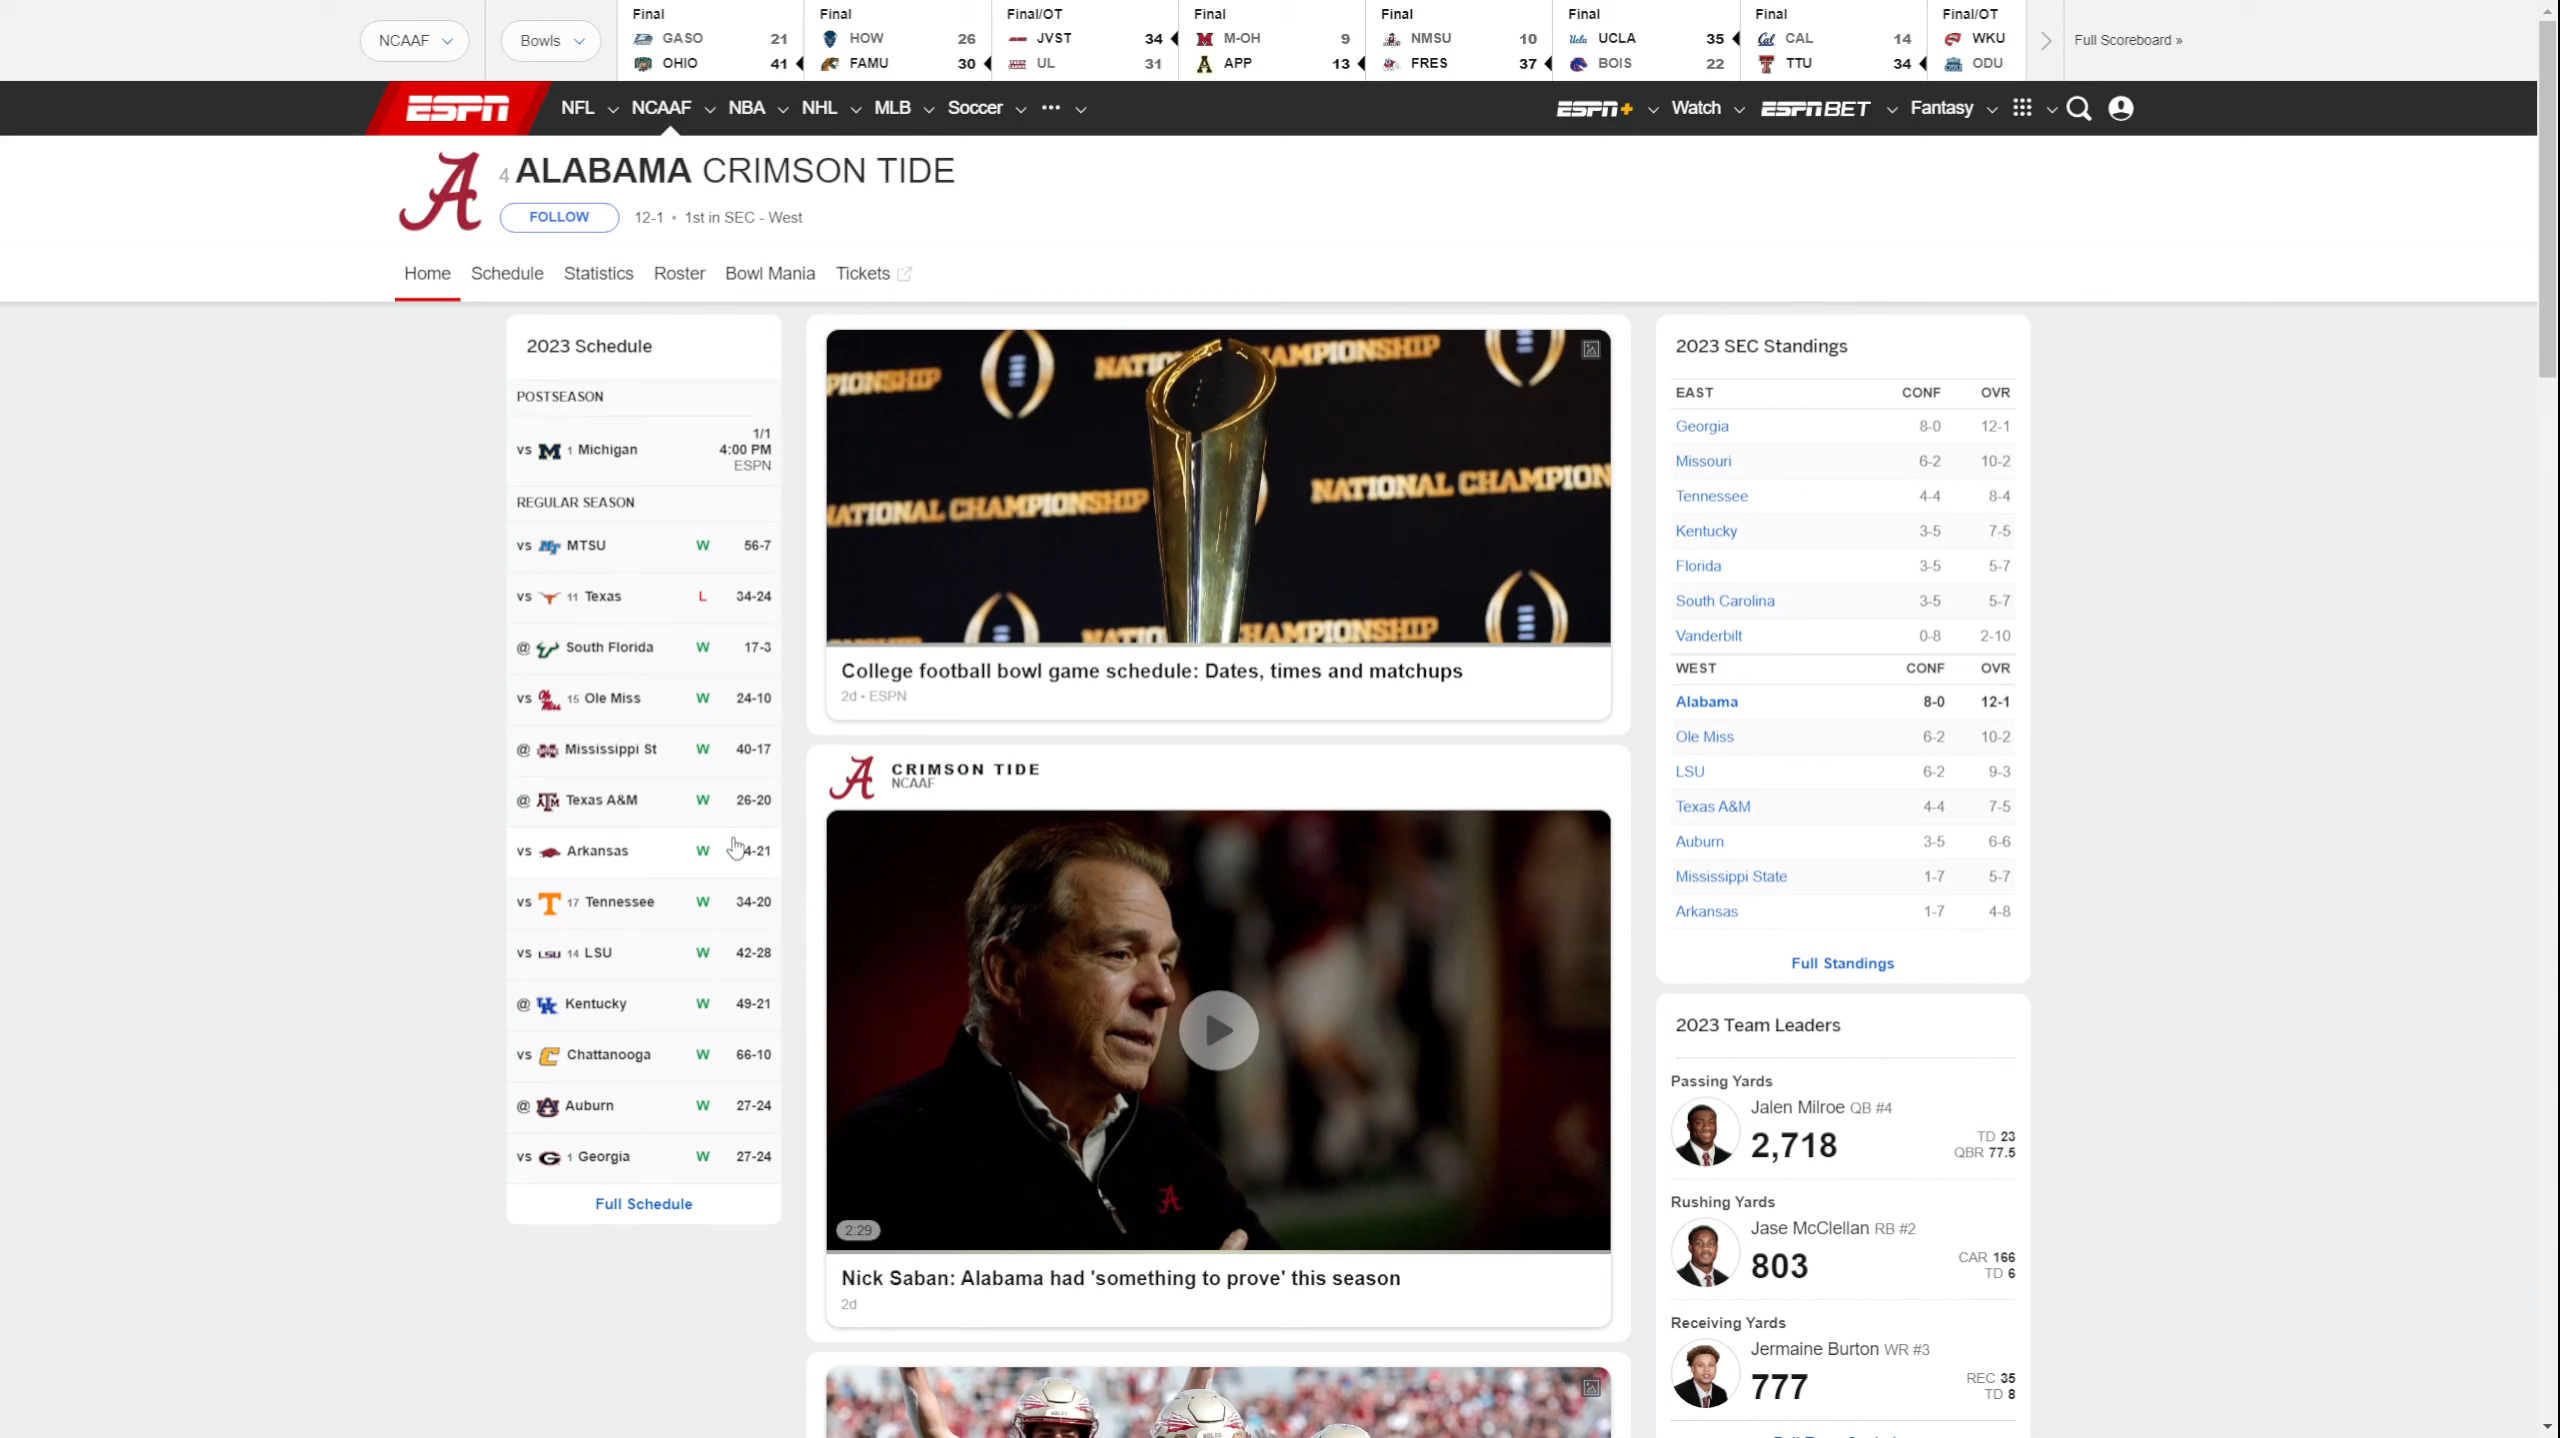 NCAAF
Bowls
Final
GASO 21
OHIO 41
Final
HOW 26
FAMU 30
Final/OT
JVST 34
UL 31
Final
M-OH 9
APP 13
Final
NMSU 10
FRES 37
Final
UCLA 35
BOIS 22
Final
CAL 14
TTU 34
Final/OT
WKU
ODU
Full Scoreboard »
ESPN NFL NCAAF NBA NHL MLB Soccer ••• ESPN+ Watch ESPN BET Fantasy
4 ALABAMA CRIMSON TIDE
FOLLOW 12-1 • 1st in SEC - West
Home Schedule Statistics Roster Bowl Mania Tickets
2023 Schedule
POSTSEASON
vs 1 Michigan 1/1
4:00 PM
ESPN
REGULAR SEASON
vs MTSU W 56-7
vs 11 Texas L 34-24
@ South Florida W 17-3
vs 15 Ole Miss W 24-10
@ Mississippi St W 40-17
@ Texas A&M W 26-20
vs Arkansas W 4-21
vs 17 Tennessee W 34-20
vs 14 LSU W 42-28
@ Kentucky W 49-21
vs Chattanooga W 66-10
@ Auburn W 27-24
vs 1 Georgia W 27-24
Full Schedule
NATIONAL CHAMPIONSHIP
NATIONAL CHAMPIONSHIP
College football bowl game schedule: Dates, times and matchups
2d • ESPN
CRIMSON TIDE
NCAAF
2:29
Nick Saban: Alabama had 'something to prove' this season
2d
2023 SEC Standings
EAST CONF OVR
Georgia 8-0 12-1
Missouri 6-2 10-2
Tennessee 4-4 8-4
Kentucky 3-5 7-5
Florida 3-5 5-7
South Carolina 3-5 5-7
Vanderbilt 0-8 2-10
WEST CONF OVR
Alabama 8-0 12-1
Ole Miss 6-2 10-2
LSU 6-2 9-3
Texas A&M 4-4 7-5
Auburn 3-5 6-6
Mississippi State 1-7 5-7
Arkansas 1-7 4-8
Full Standings
2023 Team Leaders
Passing Yards
Jalen Milroe QB #4
2,718 TD 23
QBR 77.5
Rushing Yards
Jase McClellan RB #2
803 CAR 166
TD 6
Receiving Yards
Jermaine Burton WR #3
777 REC 35
TD 8